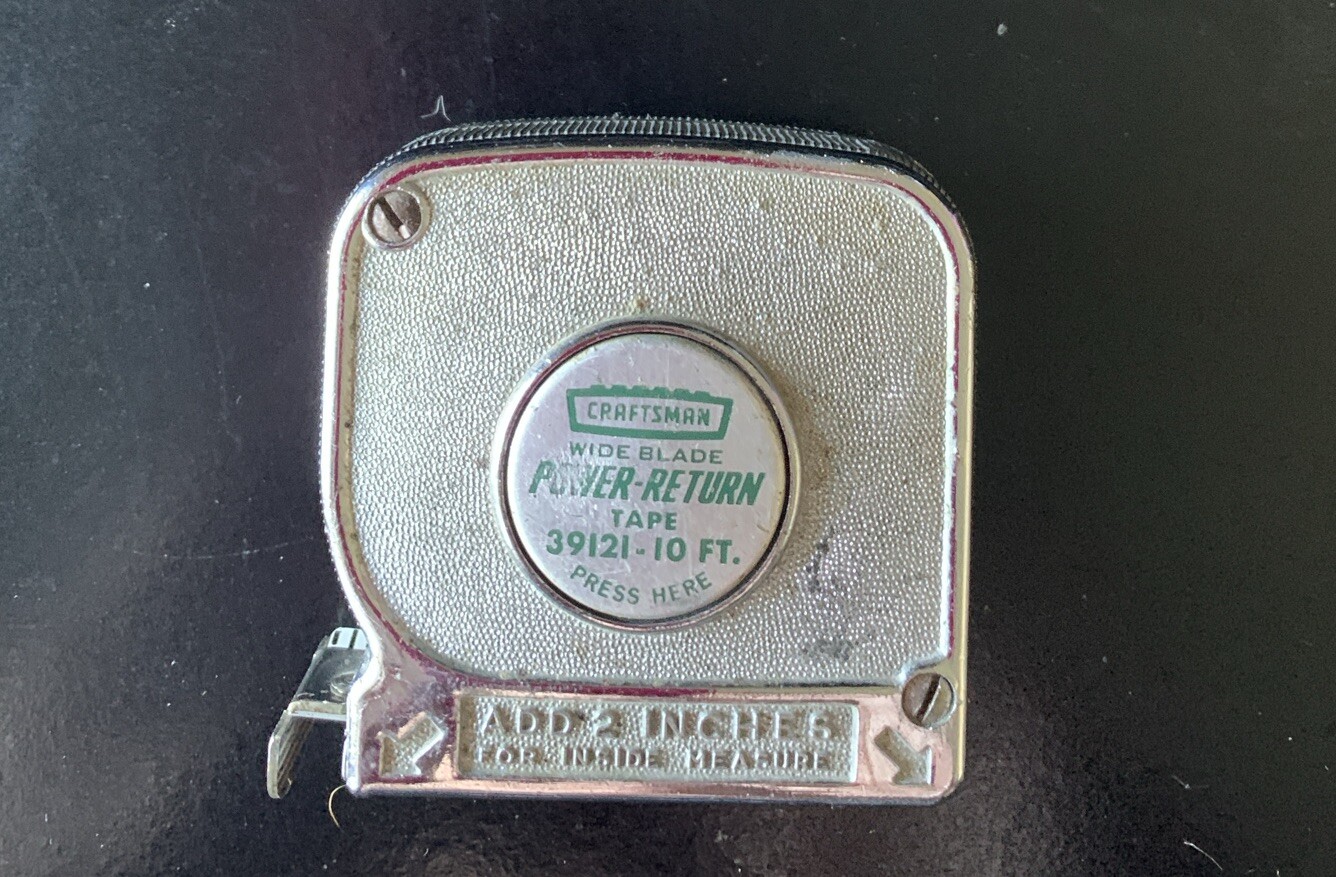 CRAFTSMAN
WIDE BLADE
POWER-RETURN
TAPE
39121-10 FT.
PRESS HERE
ADD 2 INCHES
FOR INSIDE MEASURE